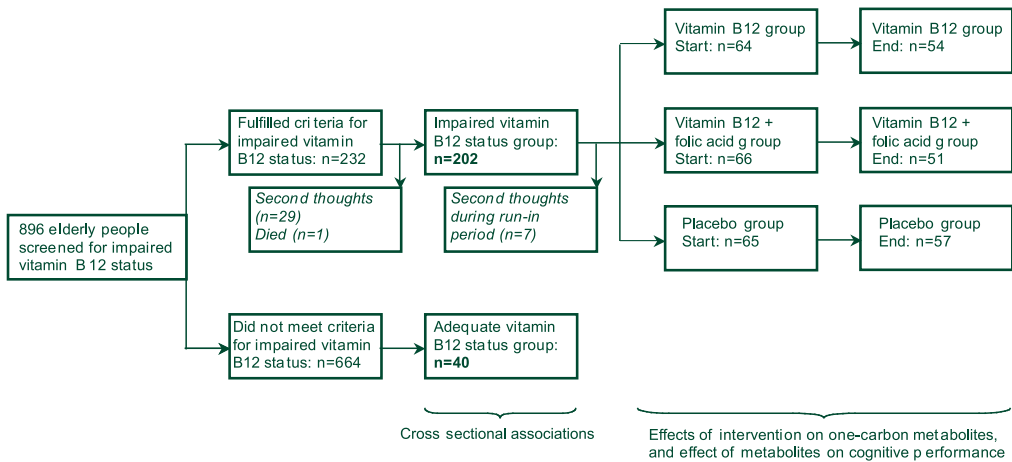 896 elderly people
screened for impaired
vitamin B12 status
Fulfilled criteria for
impaired vitamin
B12 status: n=232
Second thoughts
(n=29)
Died (n=1)
Impaired vitamin
B12 status group:
n=202
Second thoughts
during run-in
period (n=7)
Vitamin B12 group
Start: n=64
Vitamin B12 group
End: n=54
Vitamin B12 +
folic acid group
Start: n=66
Vitamin B12 +
folic acid group
End: n=51
Placebo group
Start: n=65
Placebo group
End: n=57
Did not meet criteria
for impaired vitamin
B12 status: n=664
Adequate vitamin
B12 status group:
n=40
Cross sectional associations
Effects of intervention on one-carbon metabolites,
and effect of metabolites on cognitive performance